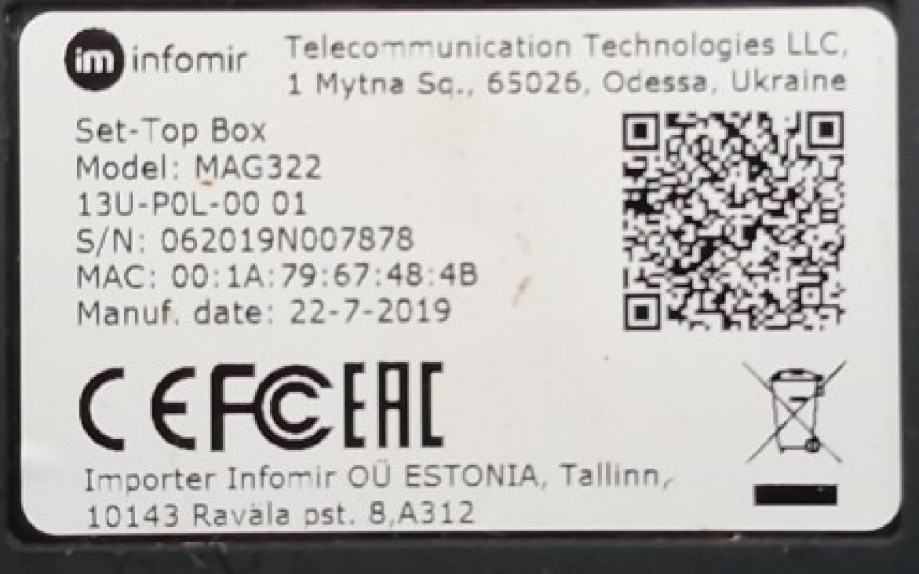 im infomir
Telecommunication Technologies LLC,
1 Mytna Sq., 65026, Odessa, Ukraine
Set-Top Box
Model: MAG322
13U-P0L-00 01
S/N: 062019N007878
MAC: 00:1A:79:67:48:4B
Manuf. date: 22-7-2019
CE FC EAC
Importer Infomir OÜ ESTONIA, Tallinn,
10143 Ravala pst. 8,A312